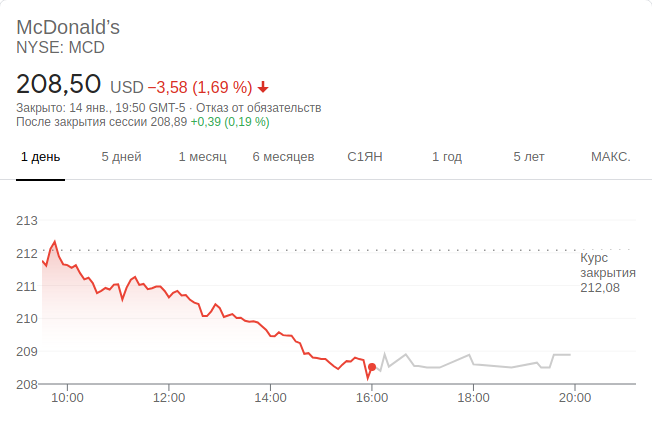 McDonald’s
NYSE: MCD
208,50 USD −3,58 (1,69 %)
Закрыто: 14 янв., 19:50 GMT-5 · Отказ от обязательств
После закрытия сессии 208,89 +0,39 (0,19 %)
1 день 5 дней 1 месяц 6 месяцев С1ЯН 1 год 5 лет МАКС.
213
212
211
210
209
208
Курс
закрытия
212,08
10:00 12:00 14:00 16:00 18:00 20:00